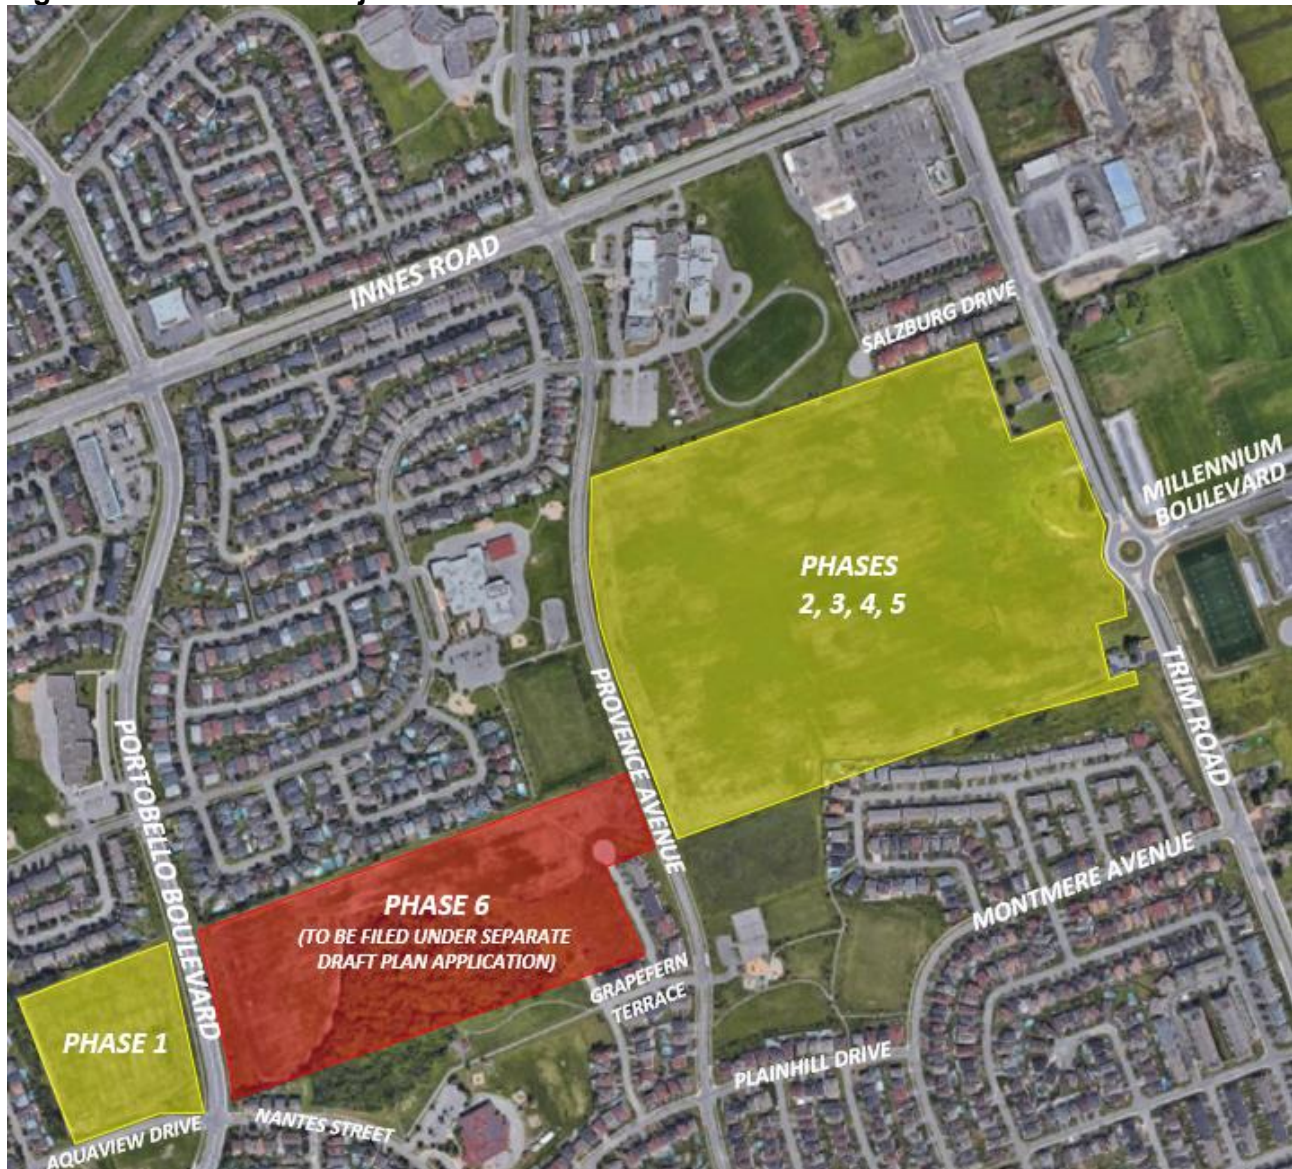 INNES ROAD
SALZBURG DRIVE
MILLENNIUM
BOULEVARD
PHASES
2, 3, 4, 5
PROVENCE AVENUE
TRIM ROAD
PORTOBELLO BOULEVARD
MONTMERE AVENUE
PHASE 6
(TO BE FILED UNDER SEPARATE
DRAFT PLAN APPLICATION)
GRAPEFERN
TERRACE
PHASE 1
PLAINHILL DRIVE
NANTES STREET
AQUAVIEW DRIVE